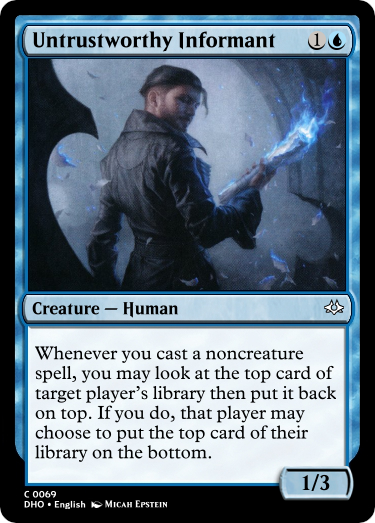 Untrustworthy Informant 1
Creature — Human
Whenever you cast a noncreature
spell, you may look at the top card of
target player's library then put it back
on top. If you do, that player may
choose to put the top card of their
library on the bottom.
1/3
C 0069
DHO • English Micah Epstein